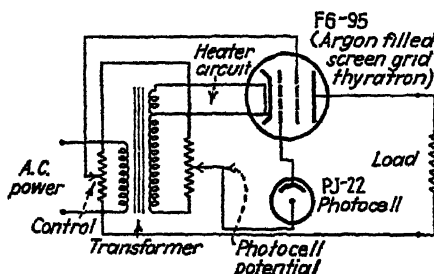 FG-95
(Argon filled
screen grid
thyratron)
Heater
circuit
A.C.
power
Load
PJ-22
Photocell
Control
Transformer
Photocell
potential